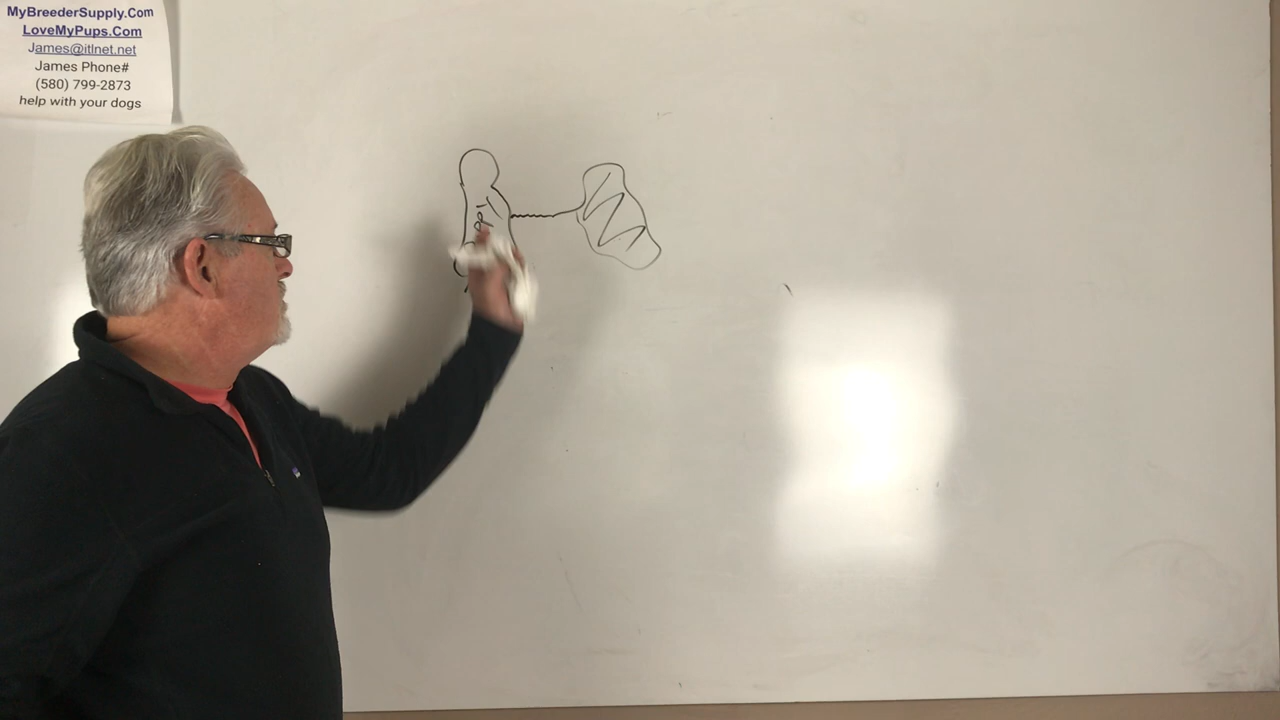 MyBreederSupply.Com
LoveMyPups.Com
James@itlnet.net
James Phone#
(580) 799-2873
help with your dogs